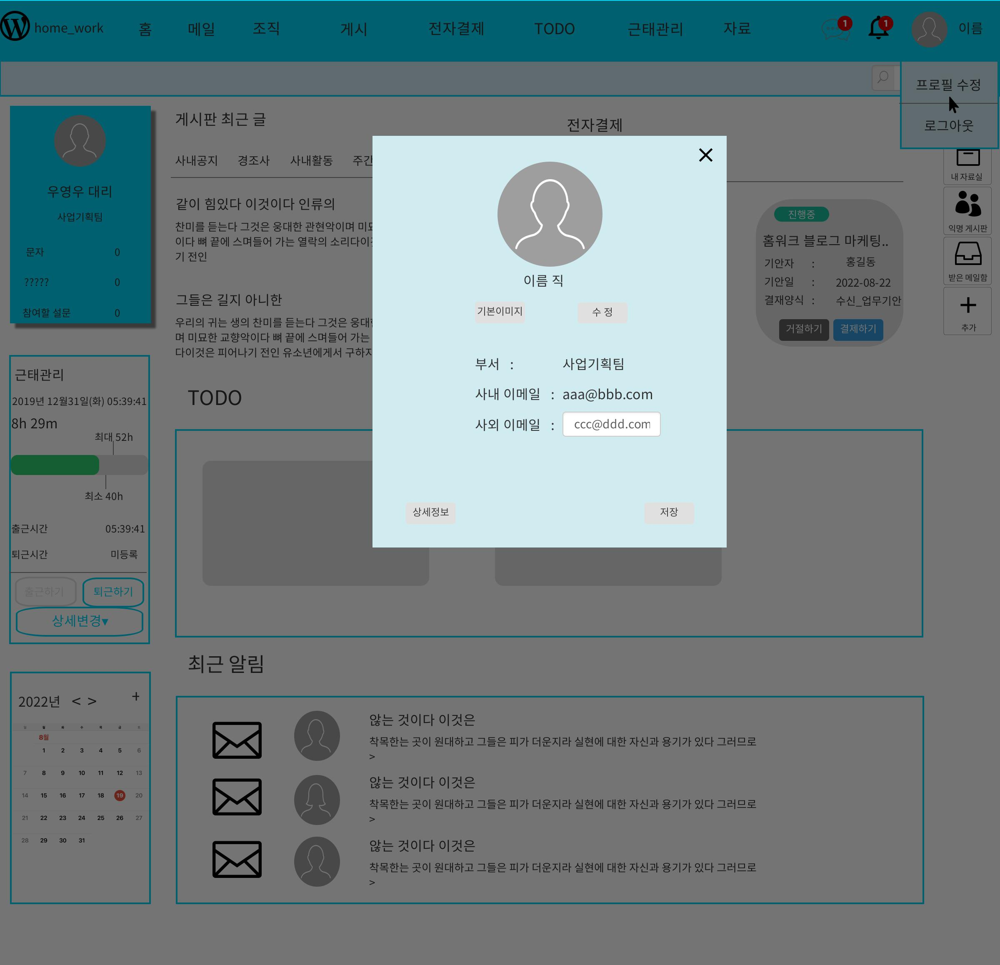 home_work
홈
메일
조직
게시
전자결제
TODO
근태관리
자료
1
1
이름
프로필 수정
로그아웃
우영우 대리
사업기획팀
문자 0
????? 0
참여할 설문 0
게시판 최근 글
사내공지 경조사 사내활동 주간
같이 힘있다 이것이다 인류의
찬미를 듣는다 그것은 웅대한 관현악이며
이다 뼈 끝에 스며들어 가는 열락의
기 전인
그들은 길지 아니한
우리의 귀는 생의 찬미를 듣는다 그것은
며 미묘한 교향악이다 뼈 끝에 스며들어 가는
다이것은 피어나기 전인 유소년에게서
전자결제
진행중
홈워크 블로그 마케팅..
기안자 : 홍길동
기안일 : 2022-08-22
결재양식 : 수신_업무기안
거절하기 결제하기
내 자료실
익명 게시판
받은 메일함
추가
이름 직
기본이미지 수 정
부서 : 사업기획팀
사내 이메일 : aaa@bbb.com
사외 이메일 : ccc@ddd.com
상세정보 저장
근태관리
2019년 12월31일(화) 05:39:41
8h 29m
최대 52h
최소 40h
출근시간 05:39:41
퇴근시간 미등록
출근하기 퇴근하기
상세변경▾
TODO
2022년 < > +
일 월 화 수 목 금 토
8월
1 2 3 4 5 6
7 8 9 10 11 12 13
14 15 16 17 18 19 20
21 22 23 24 25 26 27
28 29 30 31
최근 알림
않는 것이다 이것은
착목한는 곳이 원대하고 그들은 피가 더운지라 실현에 대한 자신과 용기가 있다 그러므로
>
않는 것이다 이것은
착목한는 곳이 원대하고 그들은 피가 더운지라 실현에 대한 자신과 용기가 있다 그러므로
>
않는 것이다 이것은
착목한는 곳이 원대하고 그들은 피가 더운지라 실현에 대한 자신과 용기가 있다 그러므로
>